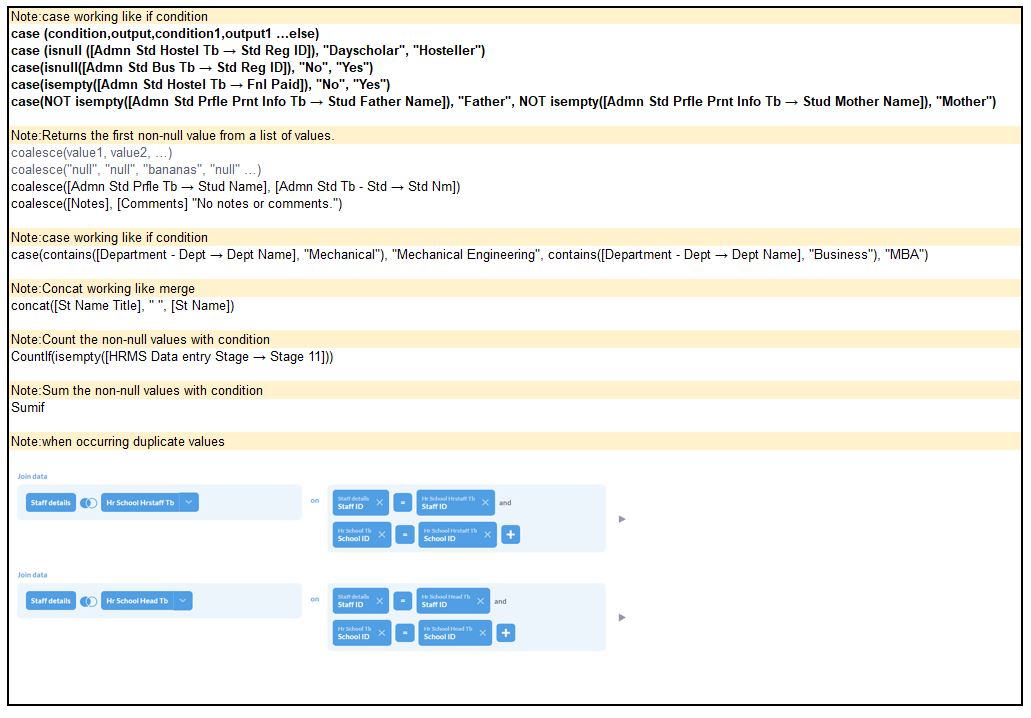 Note:case working like if condition
case (condition,output,condition1,output1 ...else)
case (isnull ([Admn Std Hostel Tb → Std Reg ID]), "Dayscholar", "Hosteller")
case(isnull([Admn Std Bus Tb → Std Reg ID]), "No", "Yes")
case(isempty([Admn Std Hostel Tb → Fnl Paid]), "No", "Yes")
case(NOT isempty([Admn Std Prfle Prnt Info Tb → Stud Father Name]), "Father", NOT isempty([Admn Std Prfle Prnt Info Tb → Stud Mother Name]), "Mother")
Note:Returns the first non-null value from a list of values.
coalesce(value1, value2, …)
coalesce("null", "null", "bananas", "null" …)
coalesce([Admn Std Prfle Tb → Stud Name], [Admn Std Tb - Std → Std Nm])
coalesce([Notes], [Comments] "No notes or comments.")
Note:case working like if condition
case(contains([Department - Dept → Dept Name], "Mechanical"), "Mechanical Engineering", contains([Department - Dept → Dept Name], "Business"), "MBA")
Note:Concat working like merge
concat([St Name Title], " ", [St Name])
Note:Count the non-null values with condition
CountIf(isempty([HRMS Data entry Stage → Stage 11]))
Note:Sum the non-null values with condition
Sumif
Note:when occurring duplicate values
Join data
Staff details Hr School Hrstaff Tb on Staff details Staff ID = Hr School Hrstaff Tb Staff ID and
Hr School Tb School ID = Hr School Hrstaff Tb School ID +
Join data
Staff details Hr School Head Tb on Staff details Staff ID = Hr School Head Tb Staff ID and
Hr School Tb School ID = Hr School Head Tb School ID +